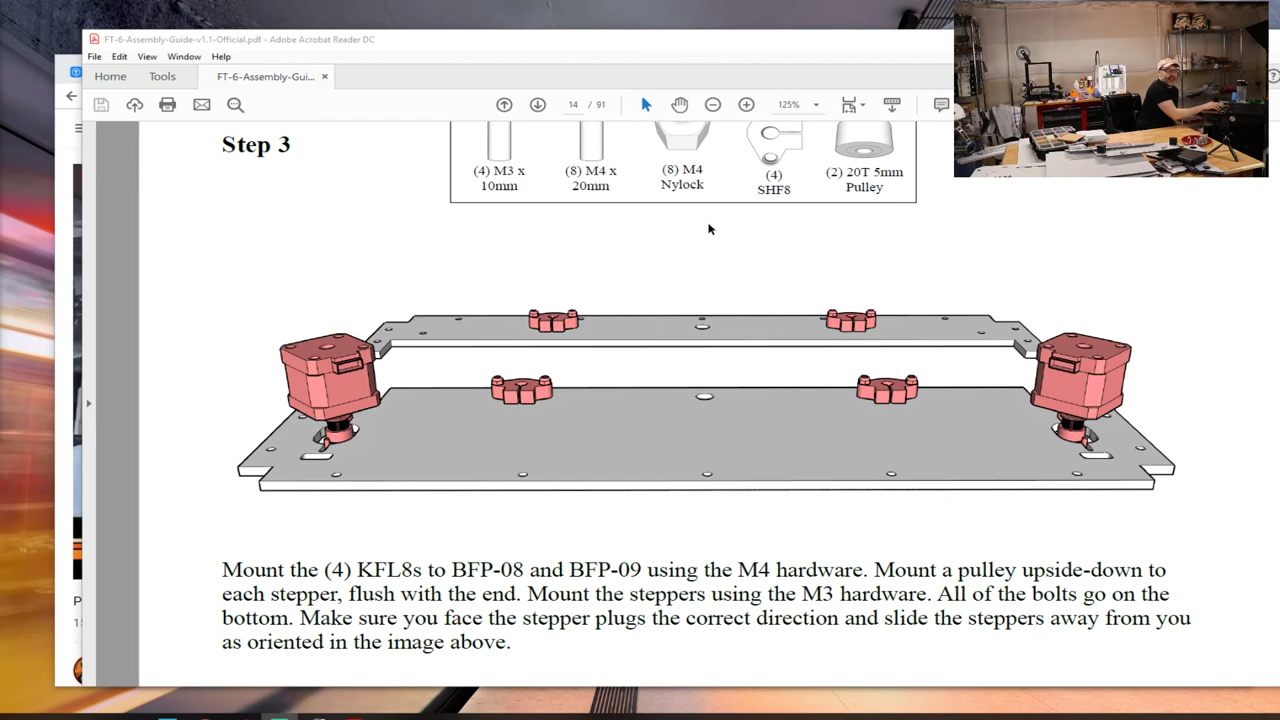 FT-6-Assembly-Guide-v1.1-Official.pdf - Adobe Acrobat Reader DC
File Edit View Window Help
Home Tools FT-6-Assembly-Gui... ×
14 / 91 125%
Step 3
(4) M3 x
10mm
(8) M4 x
20mm
(8) M4
Nylock
(4)
SHF8
(2) 20T 5mm
Pulley
Mount the (4) KFL8s to BFP-08 and BFP-09 using the M4 hardware. Mount a pulley upside-down to
each stepper, flush with the end. Mount the steppers using the M3 hardware. All of the bolts go on the
bottom. Make sure you face the stepper plugs the correct direction and slide the steppers away from you
as oriented in the image above.